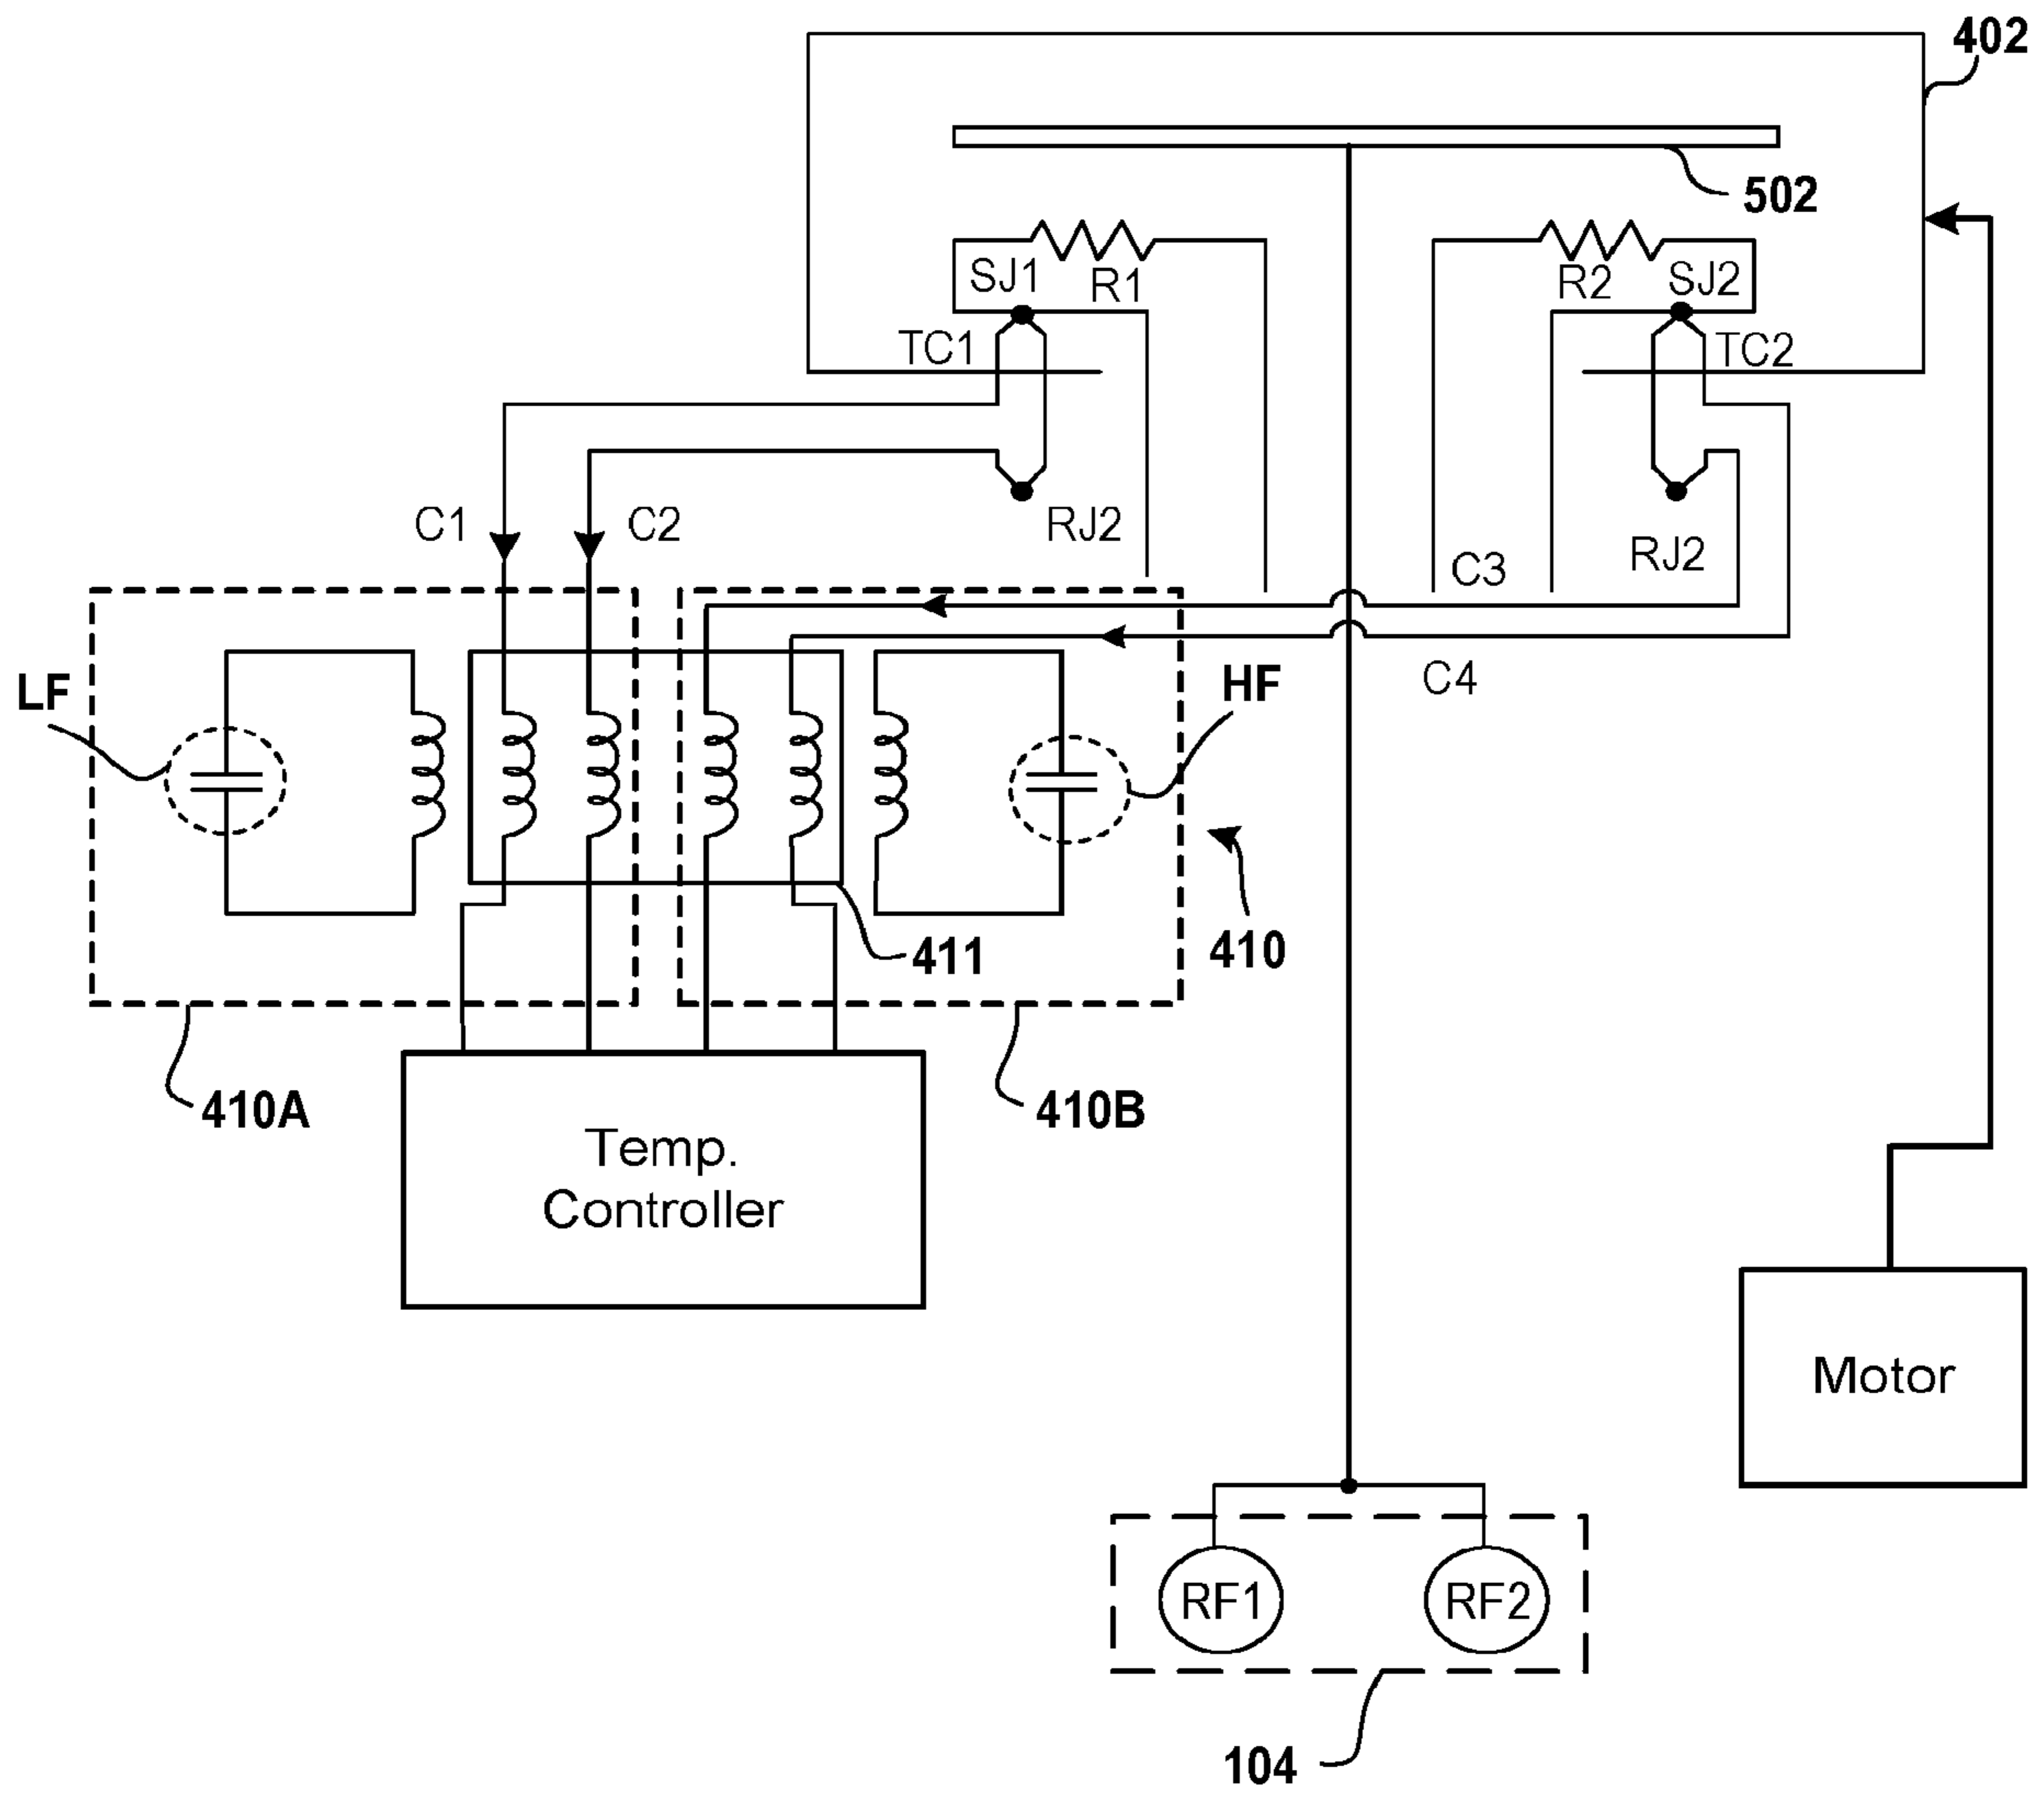 402
502
SJ1
R1
R2
SJ2
TC1
TC2
C1
C2
RJ2
RJ2
C3
C4
LF
HF
410
411
410A
410B
Temp.
Controller
Motor
RF1
RF2
104